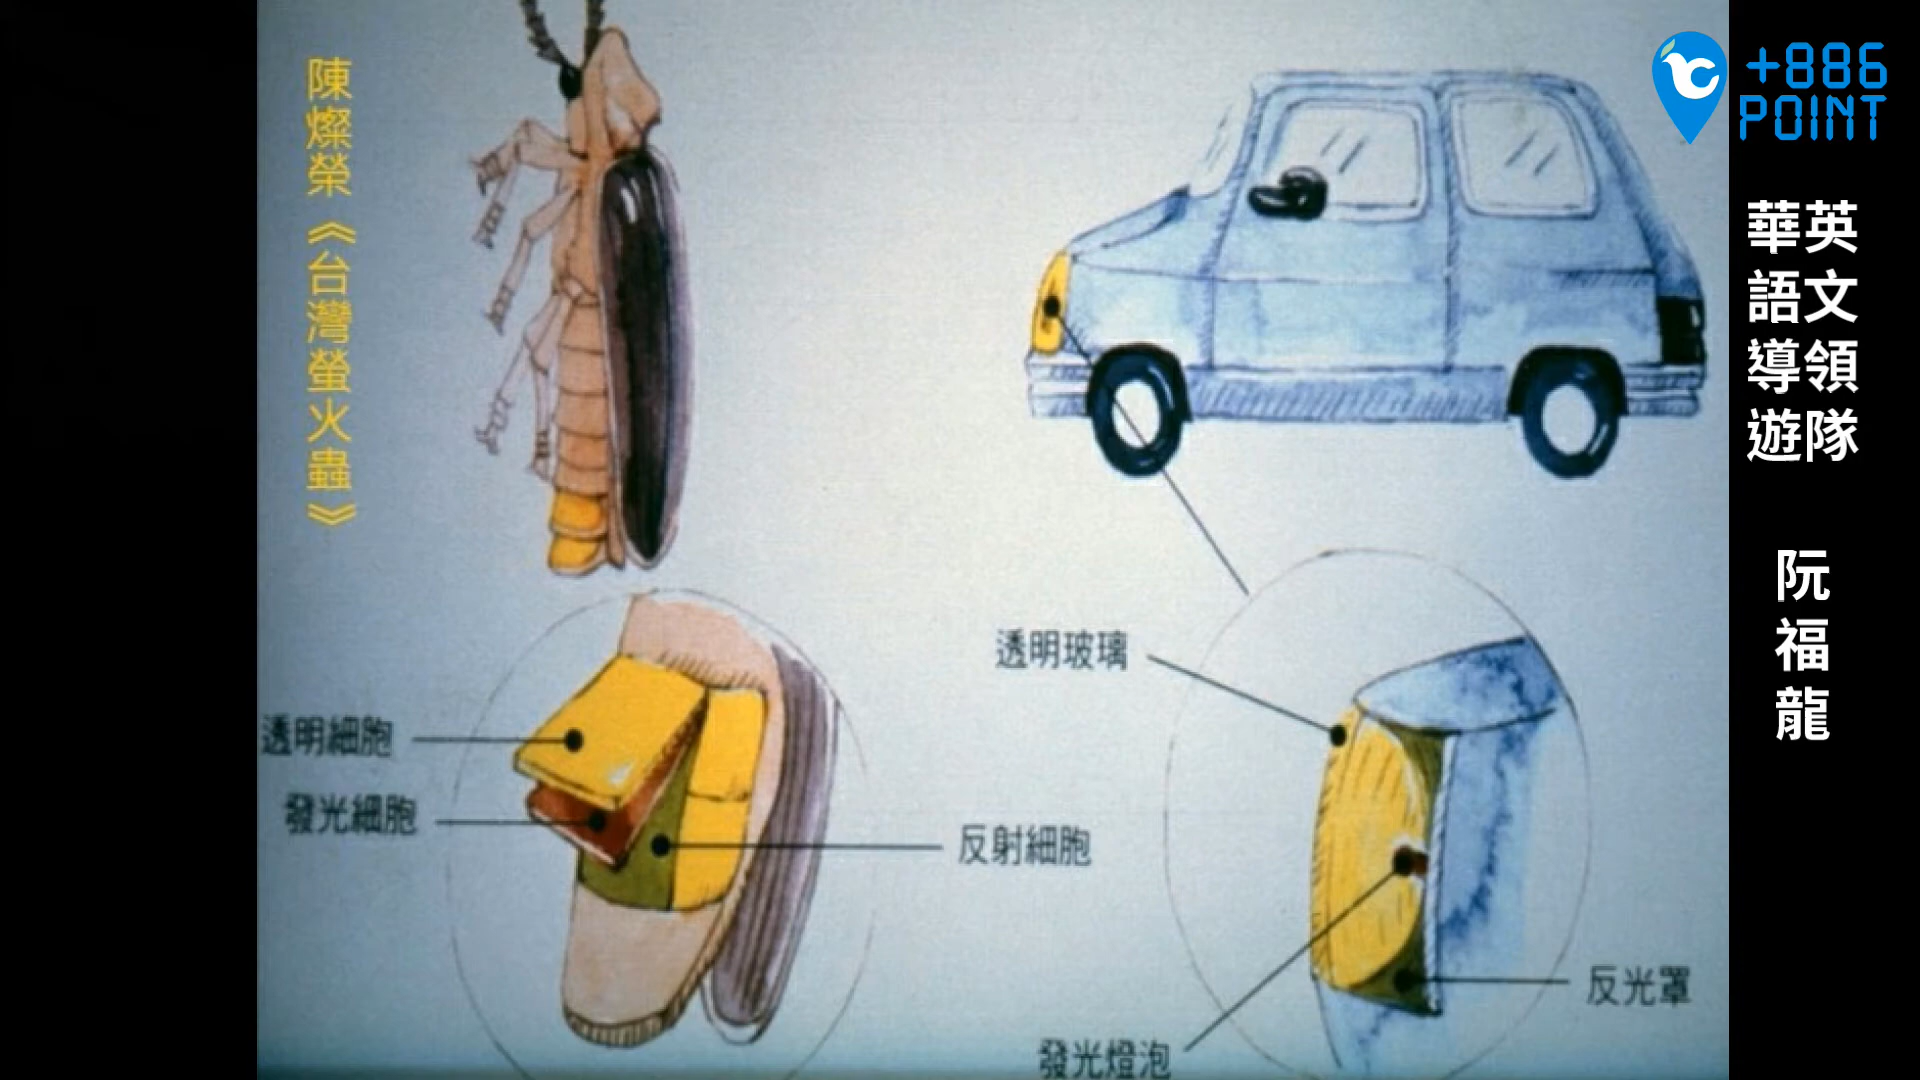 陳燦榮《台灣螢火蟲》
透明細胞
發光細胞
反射細胞
透明玻璃
發光燈泡
反光罩
+886
POINT
英文領隊
華語導遊
阮福龍